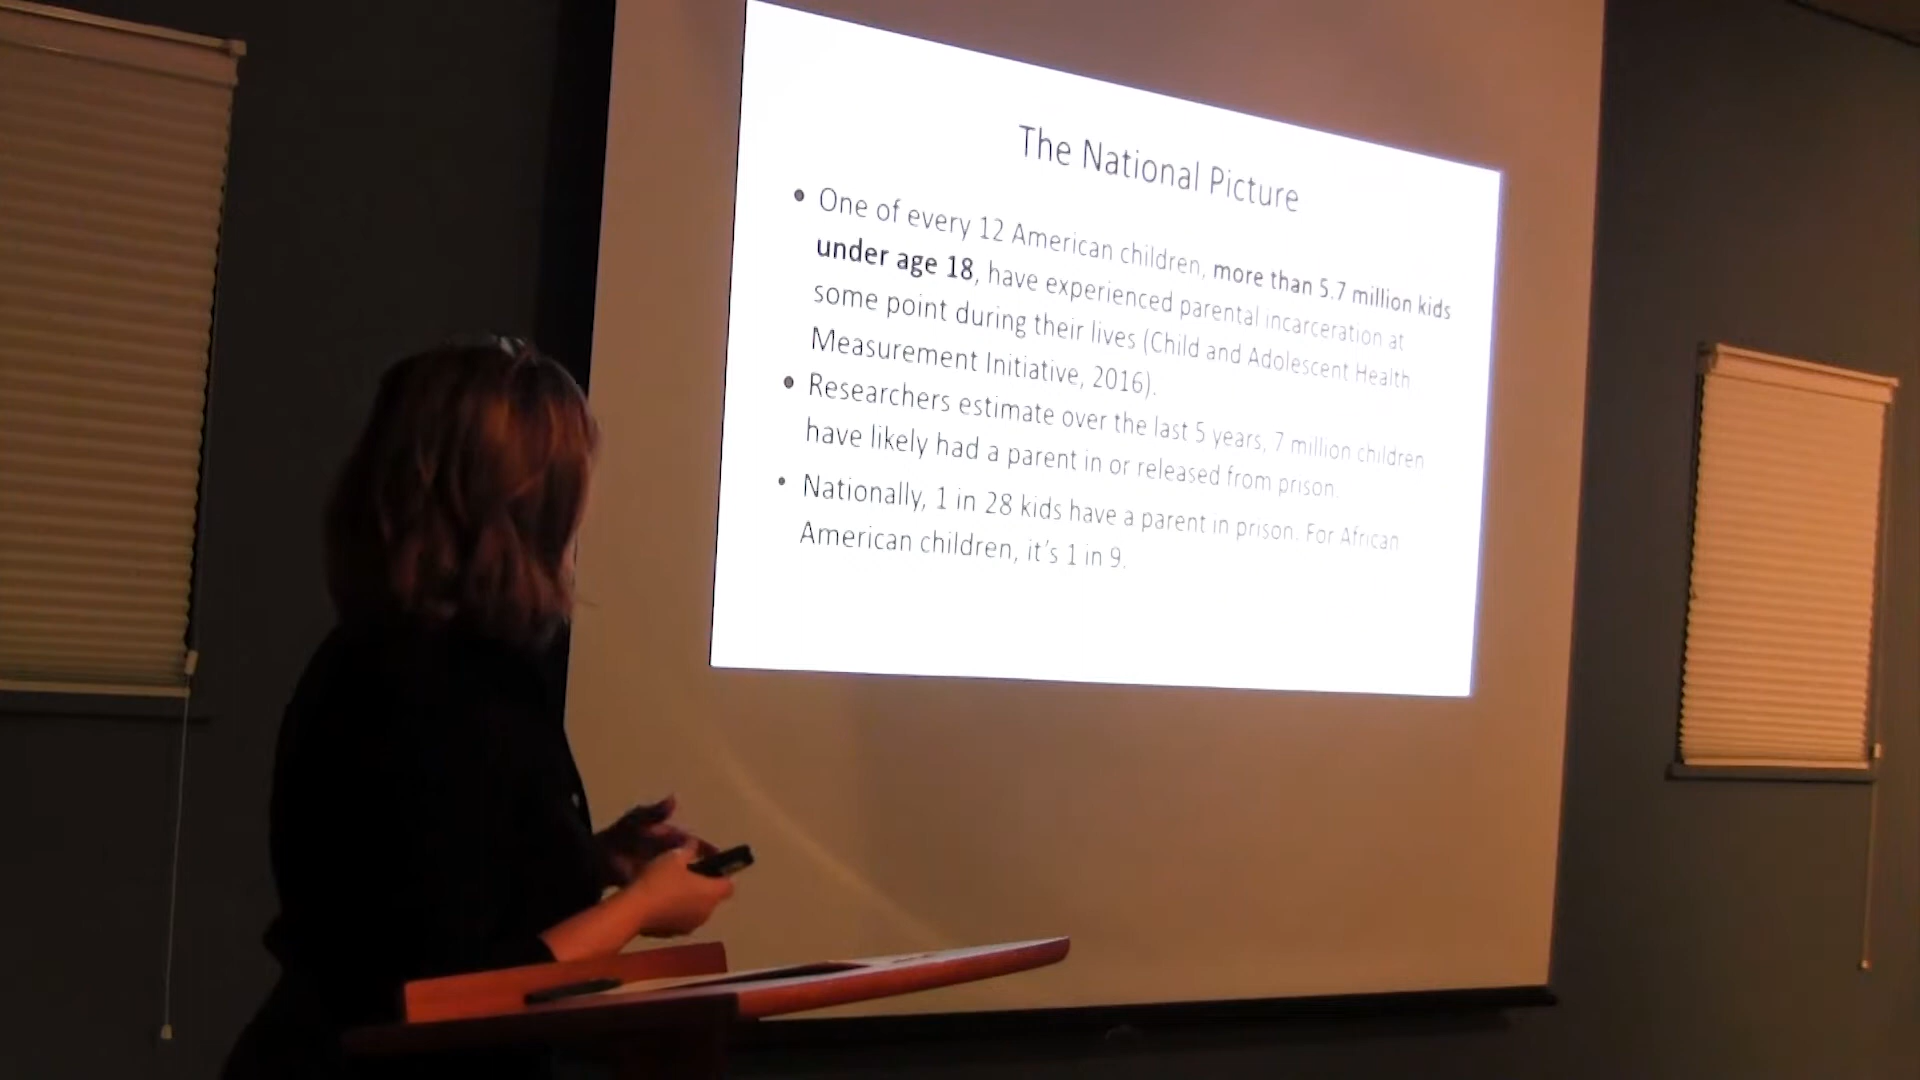 The National Picture
• One of every 12 American children, more than 5.7 million kids
under age 18, have experienced parental incarceration at
some point during their lives (Child and Adolescent Health
Measurement Initiative, 2016).
• Researchers estimate over the last 5 years, 7 million children
have likely had a parent in or released from prison.
• Nationally, 1 in 28 kids have a parent in prison. For African
American children, it's 1 in 9.